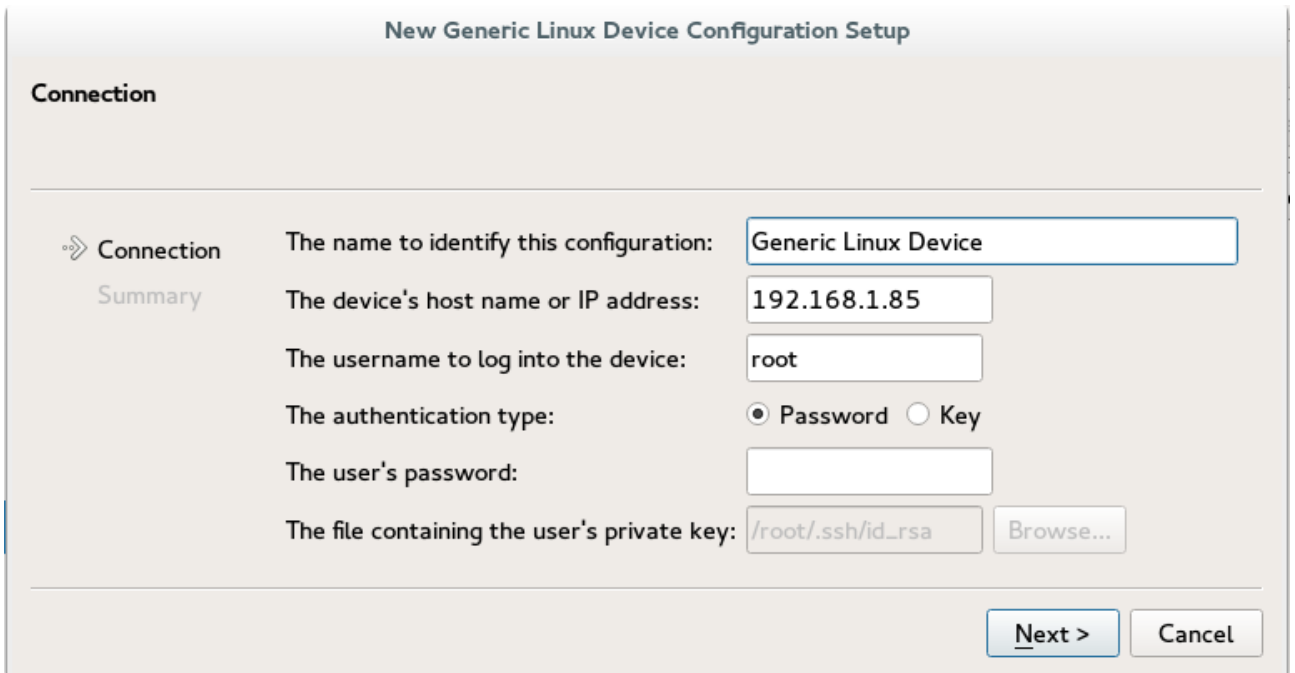 New Generic Linux Device Configuration Setup
Connection
Connection
Summary
The name to identify this configuration: Generic Linux Device
The device's host name or IP address: 192.168.1.85
The username to log into the device: root
The authentication type: Password Key
The user's password:
The file containing the user's private key: /root/.ssh/id_rsa Browse...
Next > Cancel